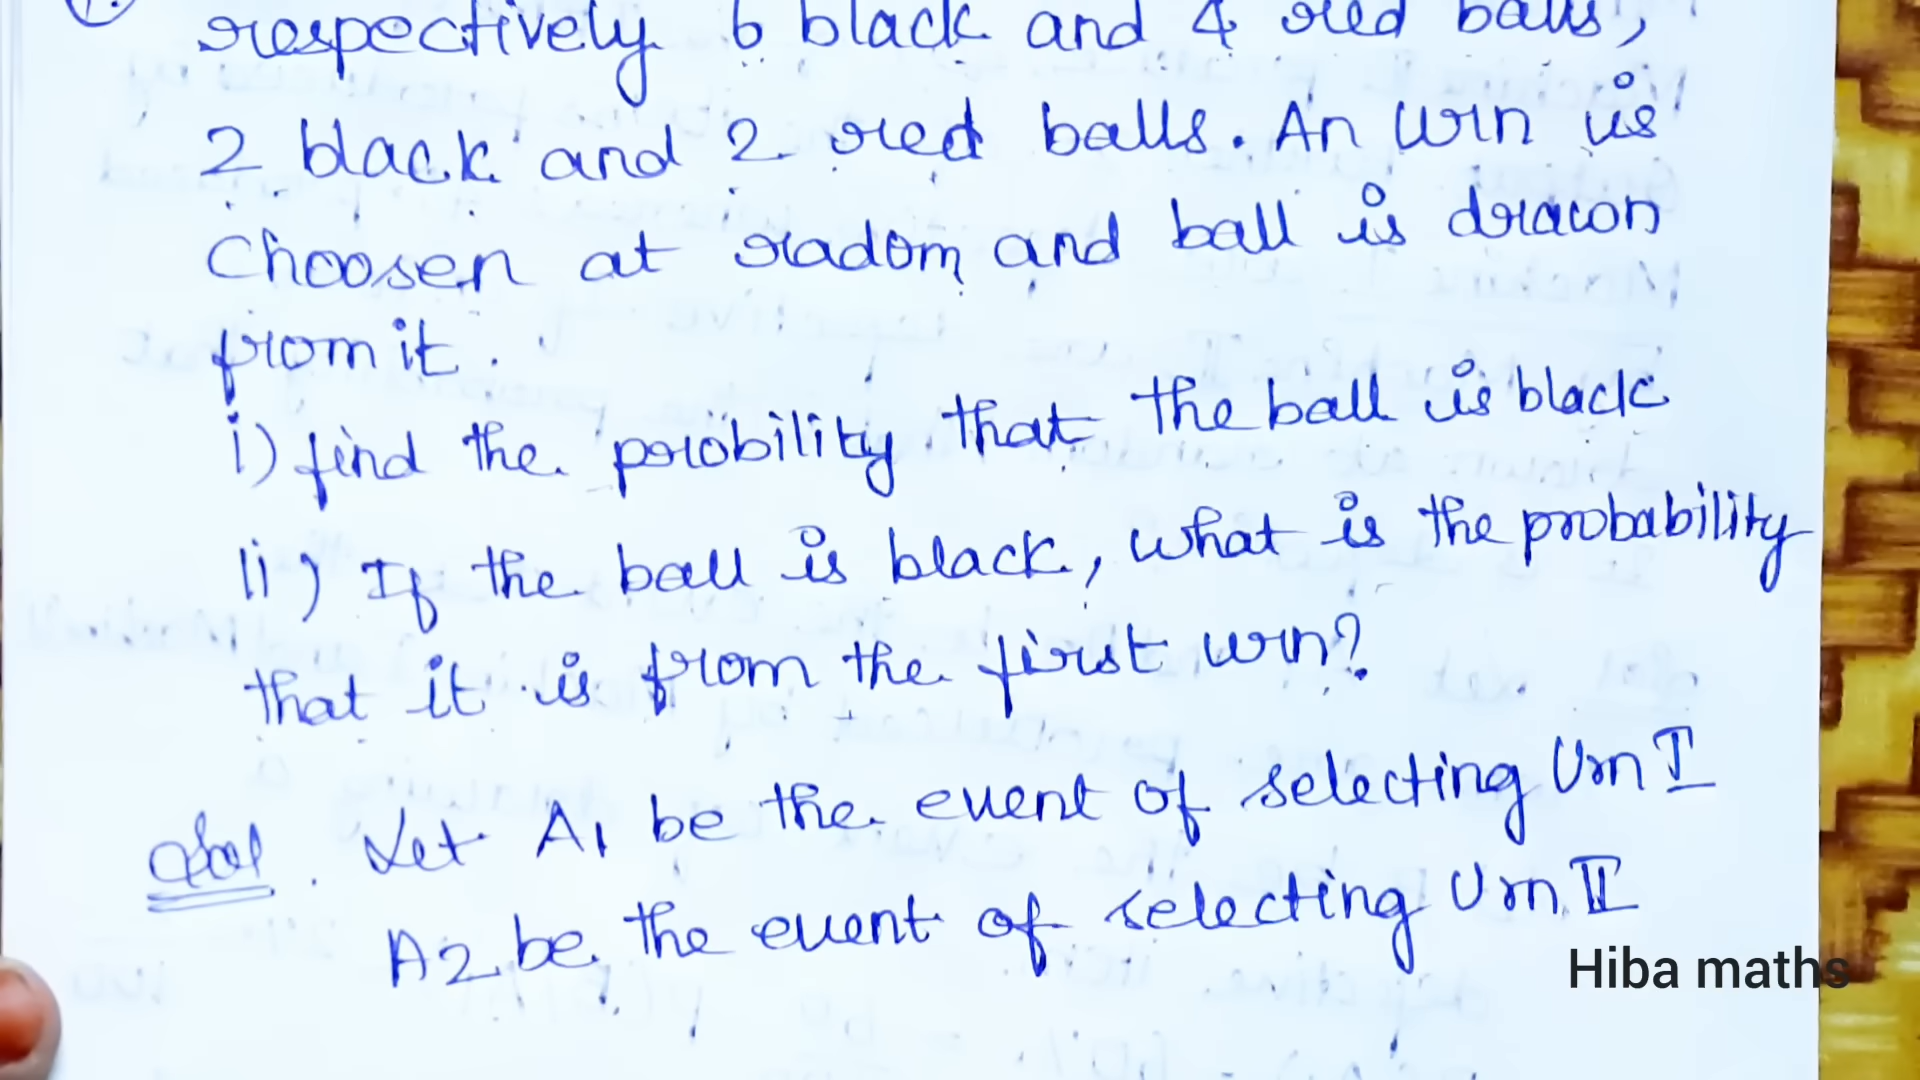 respectively 6 black and 4 red balls,
2 black and 2 red balls. An urn is
choosen at radom and ball is drawn
from it.
i) find the probility that the ball is black
ii) If the ball is black, what is the probability
that it is from the first urn?
Sol. Let A1 be the event of selecting Urn I
A2 be the event of selecting Urn II
Hiba maths